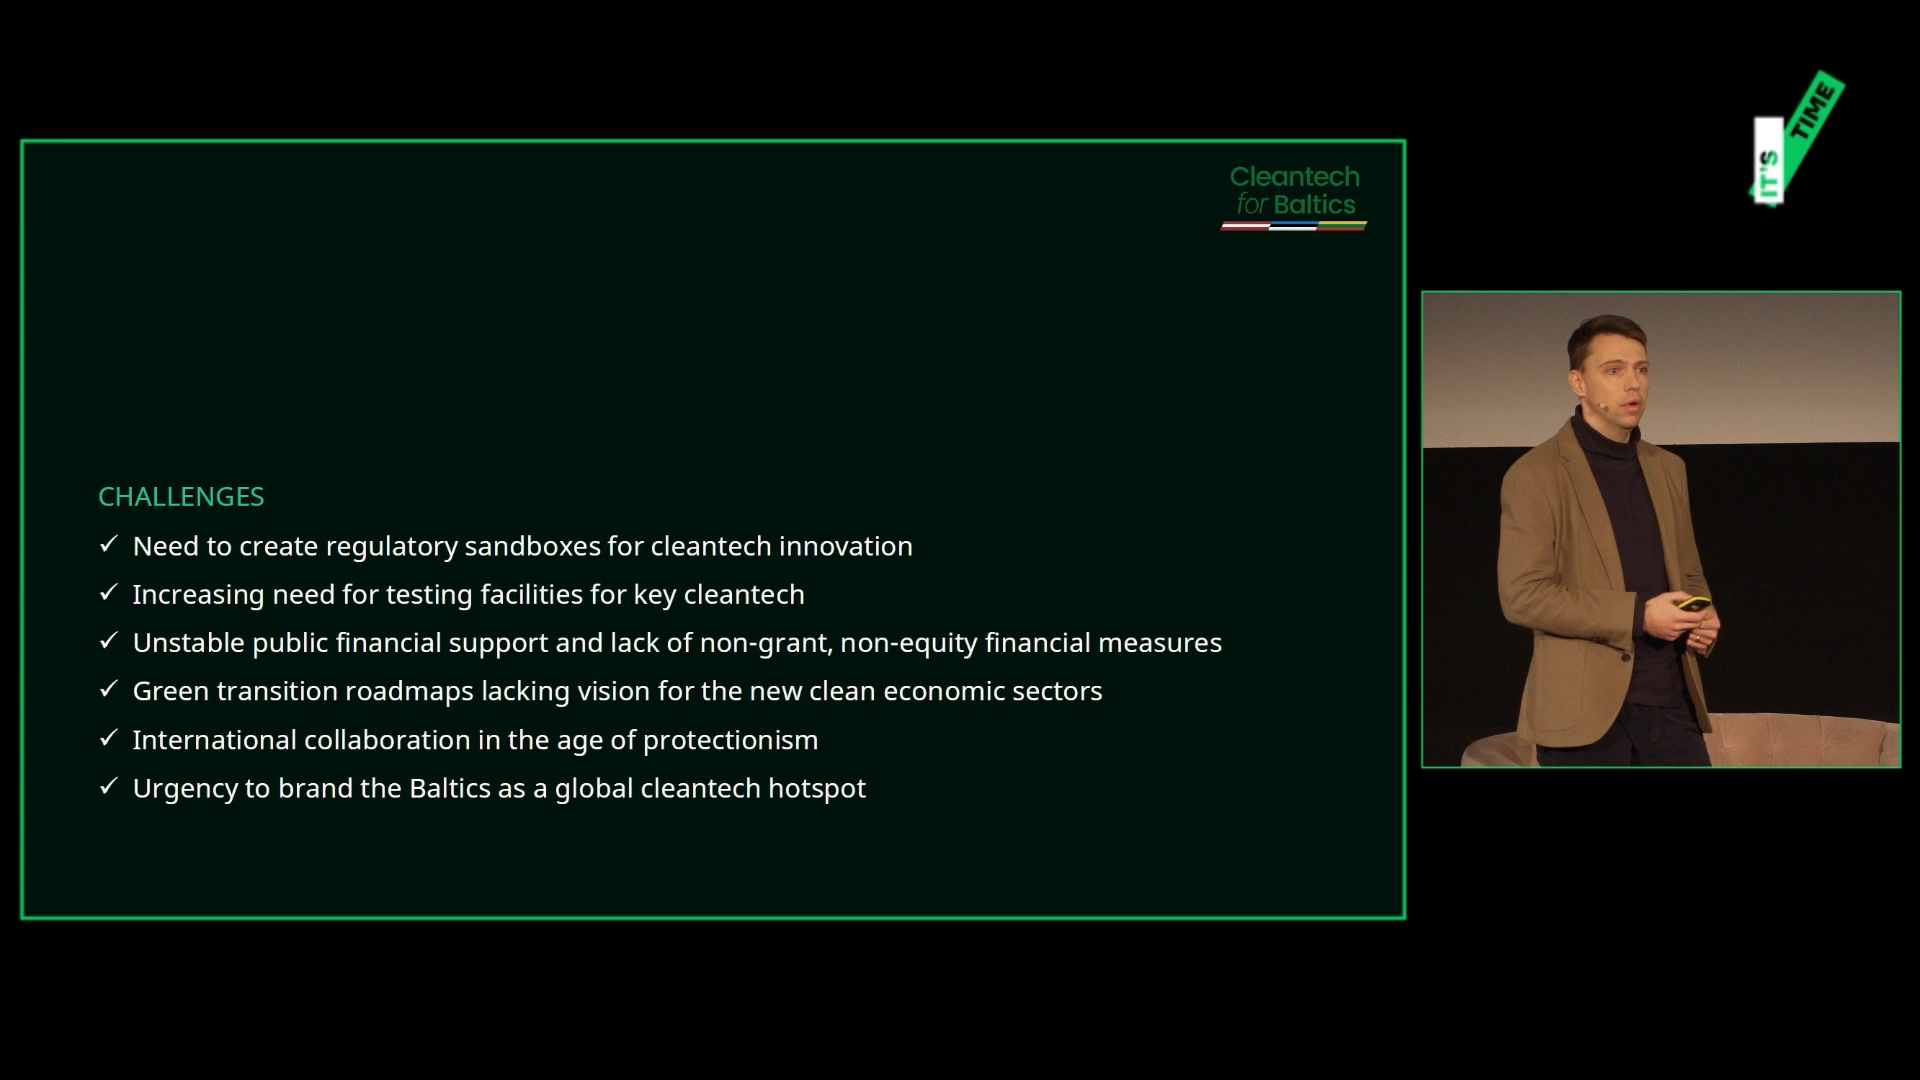 IT'S
TIME
Cleantech
for Baltics
CHALLENGES
✓ Need to create regulatory sandboxes for cleantech innovation
✓ Increasing need for testing facilities for key cleantech
✓ Unstable public financial support and lack of non-grant, non-equity financial measures
✓ Green transition roadmaps lacking vision for the new clean economic sectors
✓ International collaboration in the age of protectionism
✓ Urgency to brand the Baltics as a global cleantech hotspot